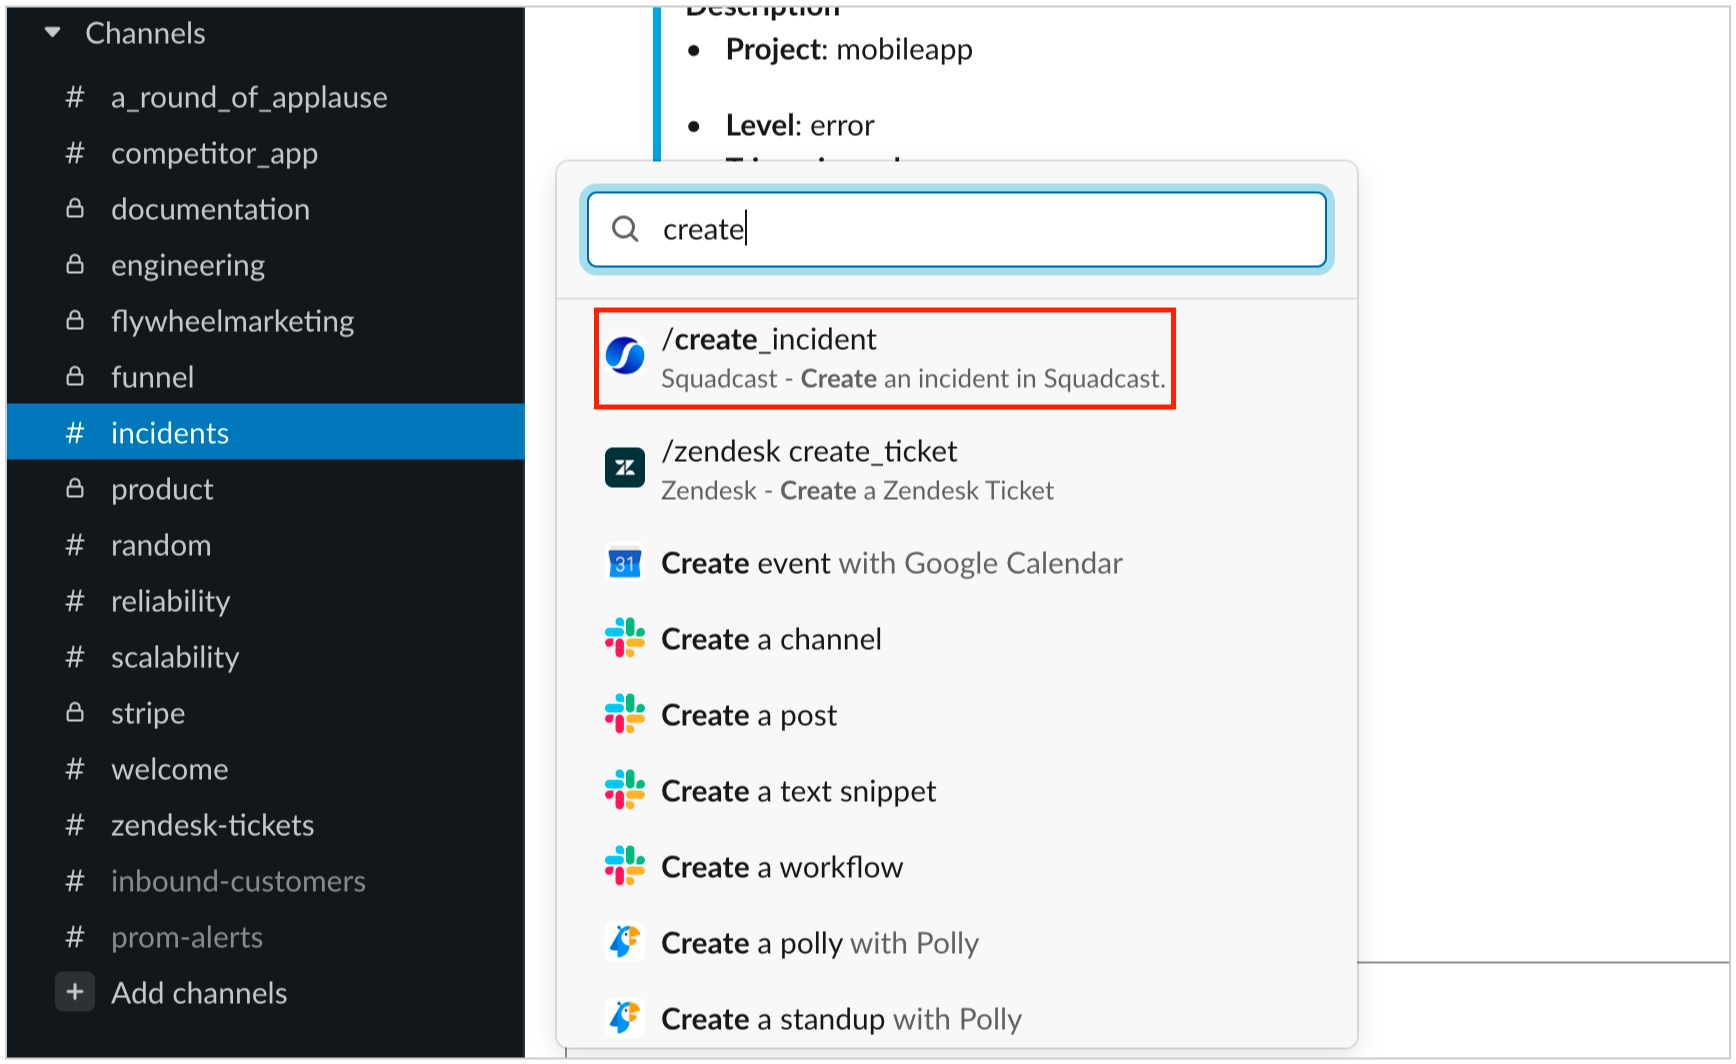 Channels
# a_round_of_applause
# competitor_app
documentation
engineering
flywheelmarketing
funnel
# incidents
product
# random
# reliability
# scalability
stripe
# welcome
# zendesk-tickets
# inbound-customers
# prom-alerts
+ Add channels
Description
• Project: mobileapp
• Level: error
create
/create_incident
Squadcast - Create an incident in Squadcast.
/zendesk create_ticket
Zendesk - Create a Zendesk Ticket
31
Create event with Google Calendar
Create a channel
Create a post
Create a text snippet
Create a workflow
Create a polly with Polly
Create a standup with Polly